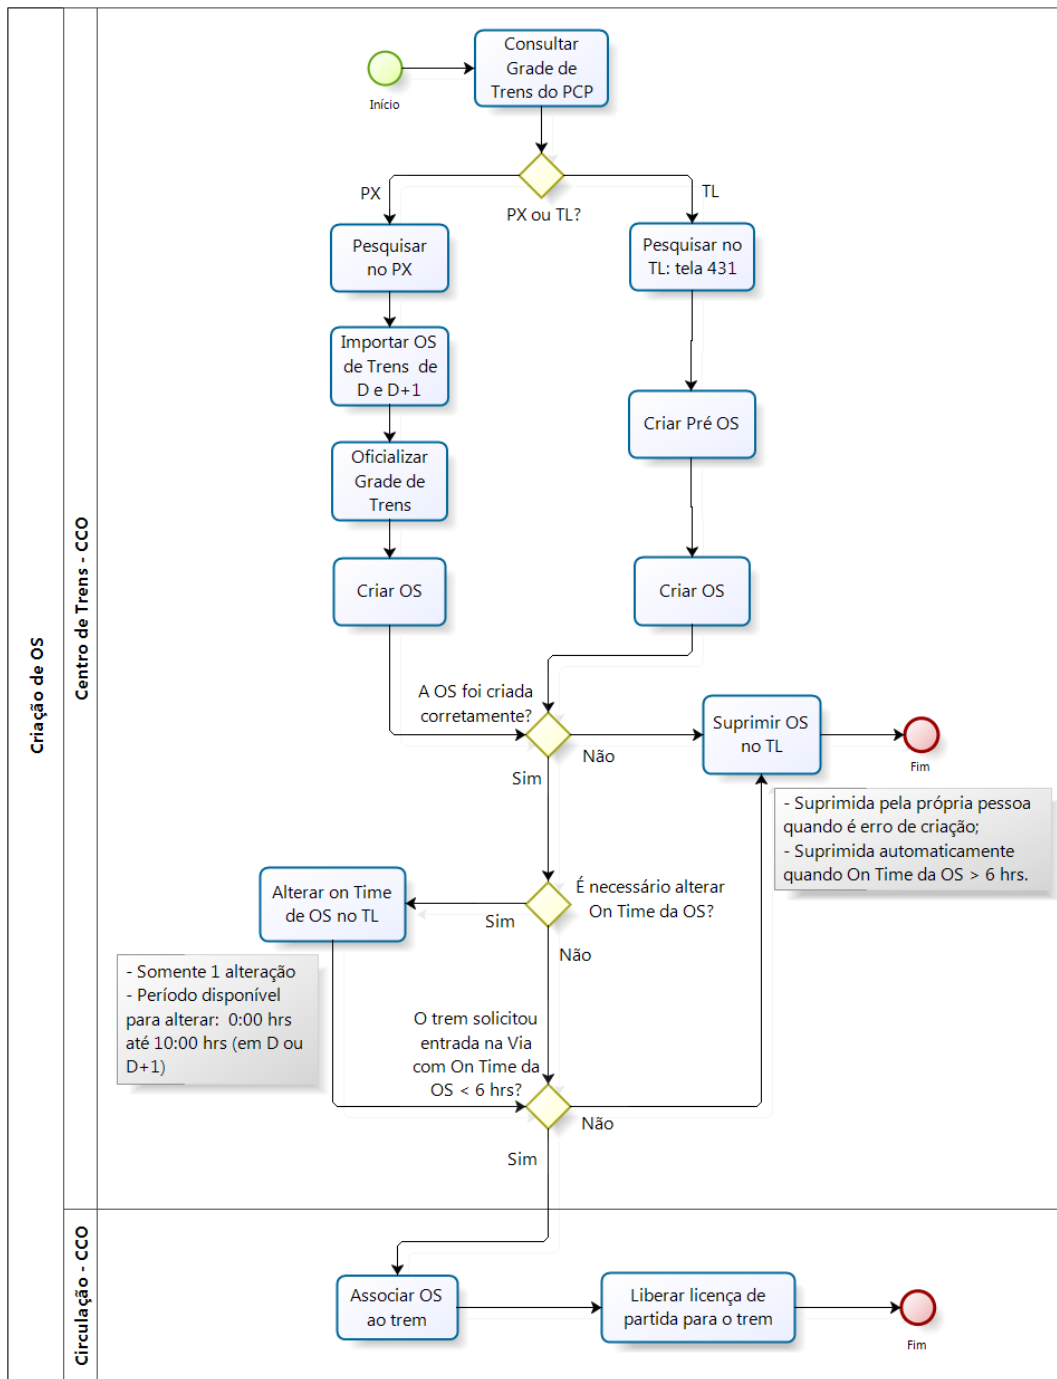 Criação de OS
Centro de Trens - CCO
Início
Consultar
Grade de
Trens do PCP
PX ou TL?
PX
TL
Pesquisar
no PX
Pesquisar no
TL: tela 431
Importar OS
de Trens de
D e D+1
Criar Pré OS
Oficializar
Grade de
Trens
Criar OS
Criar OS
A OS foi criada
corretamente?
Não
Sim
Suprimir OS
no TL
Fim
- Suprimida pela própria pessoa
quando é erro de criação;
- Suprimida automaticamente
quando On Time da OS > 6 hrs.
É necessário alterar
On Time da OS?
Sim
Não
Alterar on Time
de OS no TL
- Somente 1 alteração
- Período disponível
para alterar: 0:00 hrs
até 10:00 hrs (em D ou
D+1)
O trem solicitou
entrada na Via
com On Time da
OS < 6 hrs?
Não
Sim
Circulação - CCO
Associar OS
ao trem
Liberar licença de
partida para o trem
Fim